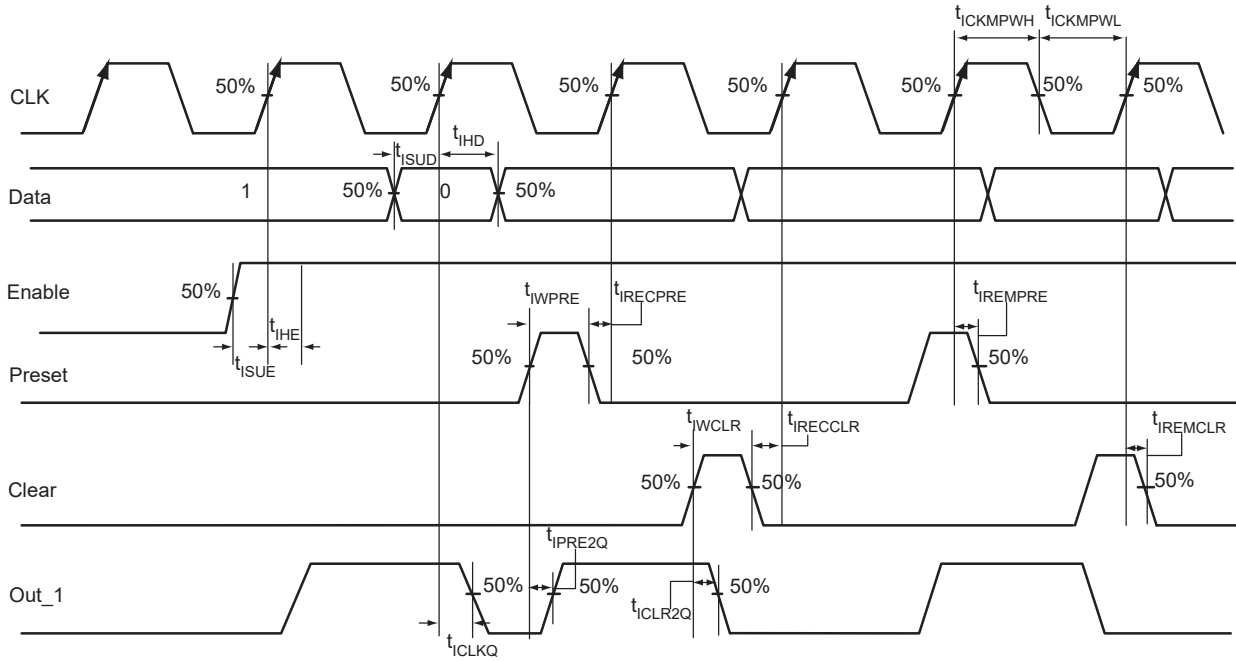 tICKMPWH tICKMPWL
CLK 50% 50% 50% 50% 50% 50% 50%
tISUD tIHD
Data 1 50% 0 50%
Enable 50%
tIHE
tISUE
tIWPRE tIRECPRE tIREMPRE
Preset 50% 50% 50%
tIWCLR tIRECCLR tIREMCLR
Clear 50% 50% 50%
tIPRE2Q
Out_1 50% 50% 50%
tICLR2Q
tICLKQ